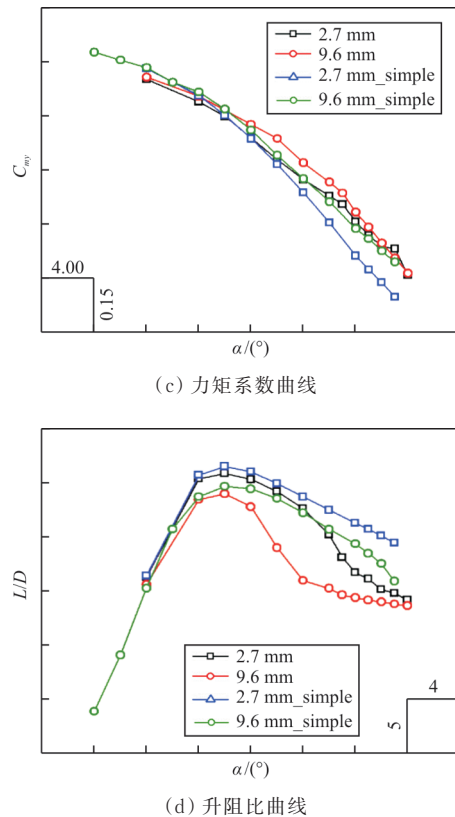 2.7 mm
9.6 mm
2.7 mm_simple
9.6 mm_simple
C_my
4.00
0.15
α/(°)
(c) 力矩系数曲线
L/D
2.7 mm
9.6 mm
2.7 mm_simple
9.6 mm_simple
4
5
α/(°)
(d) 升阻比曲线